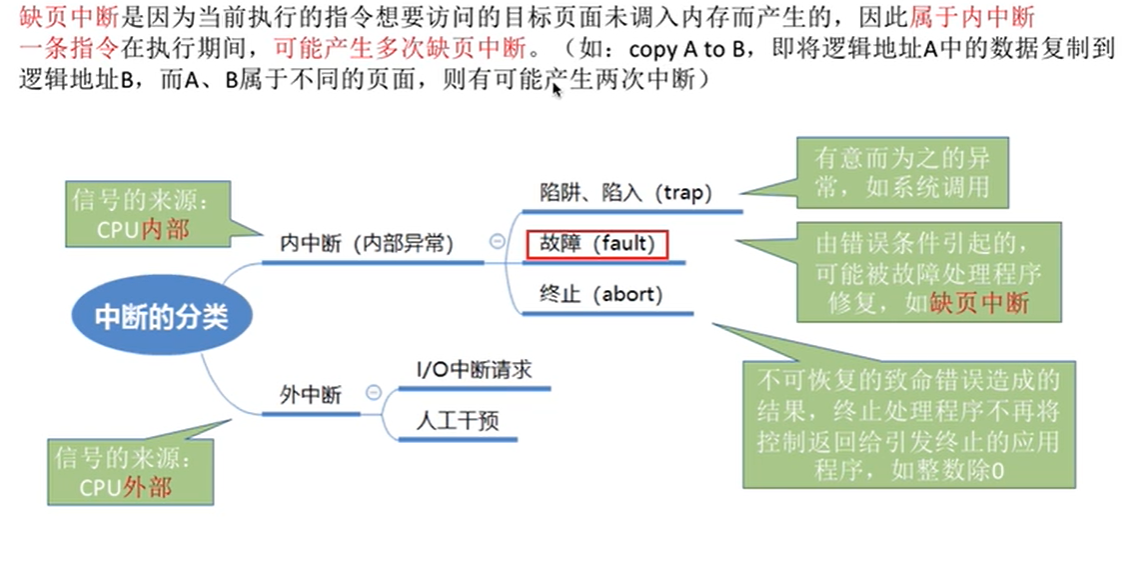 缺页中断是因为当前执行的指令想要访问的目标页面未调入内存而产生的，因此属于内中断
一条指令在执行期间，可能产生多次缺页中断。（如：copy A to B，即将逻辑地址A中的数据复制到
逻辑地址B，而A、B属于不同的页面，则有可能产生两次中断）
有意而为之的异
常，如系统调用
信号的来源：
CPU内部
陷阱、陷入（trap）
内中断（内部异常）
故障（fault）
由错误条件引起的，
可能被故障处理程序
修复，如缺页中断
终止（abort）
中断的分类
I/O中断请求
外中断
人工干预
不可恢复的致命错误造成的
结果，终止处理程序不再将
控制返回给引发终止的应用
程序，如整数除0
信号的来源：
CPU外部